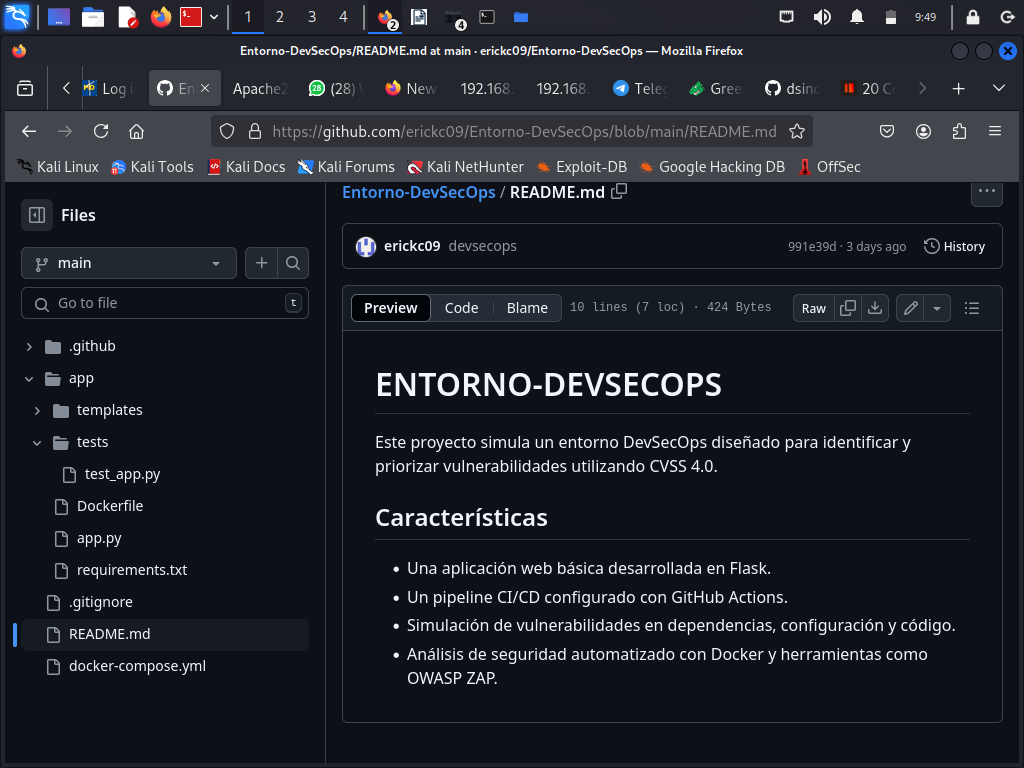 1 2 3 4
2
4
9:49
Entorno-DevSecOps/README.md at main · erickc09/Entorno-DevSecOps — Mozilla Firefox
Log in
En
Apache2
28
(28)
New
192.168.
192.168.
Tele
Gree
dsin
20 C
https://github.com/erickc09/Entorno-DevSecOps/blob/main/README.md
Kali Linux Kali Tools Kali Docs Kali Forums Kali NetHunter Exploit-DB Google Hacking DB OffSec
Files
main
Go to file t
.github
app
templates
tests
test_app.py
Dockerfile
app.py
requirements.txt
.gitignore
README.md
docker-compose.yml
Entorno-DevSecOps / README.md
erickc09 devsecops 991e39d · 3 days ago History
Preview Code Blame 10 lines (7 loc) · 424 Bytes Raw
ENTORNO-DEVSECOPS
Este proyecto simula un entorno DevSecOps diseñado para identificar y
priorizar vulnerabilidades utilizando CVSS 4.0.
Características
• Una aplicación web básica desarrollada en Flask.
• Un pipeline CI/CD configurado con GitHub Actions.
• Simulación de vulnerabilidades en dependencias, configuración y código.
• Análisis de seguridad automatizado con Docker y herramientas como
OWASP ZAP.